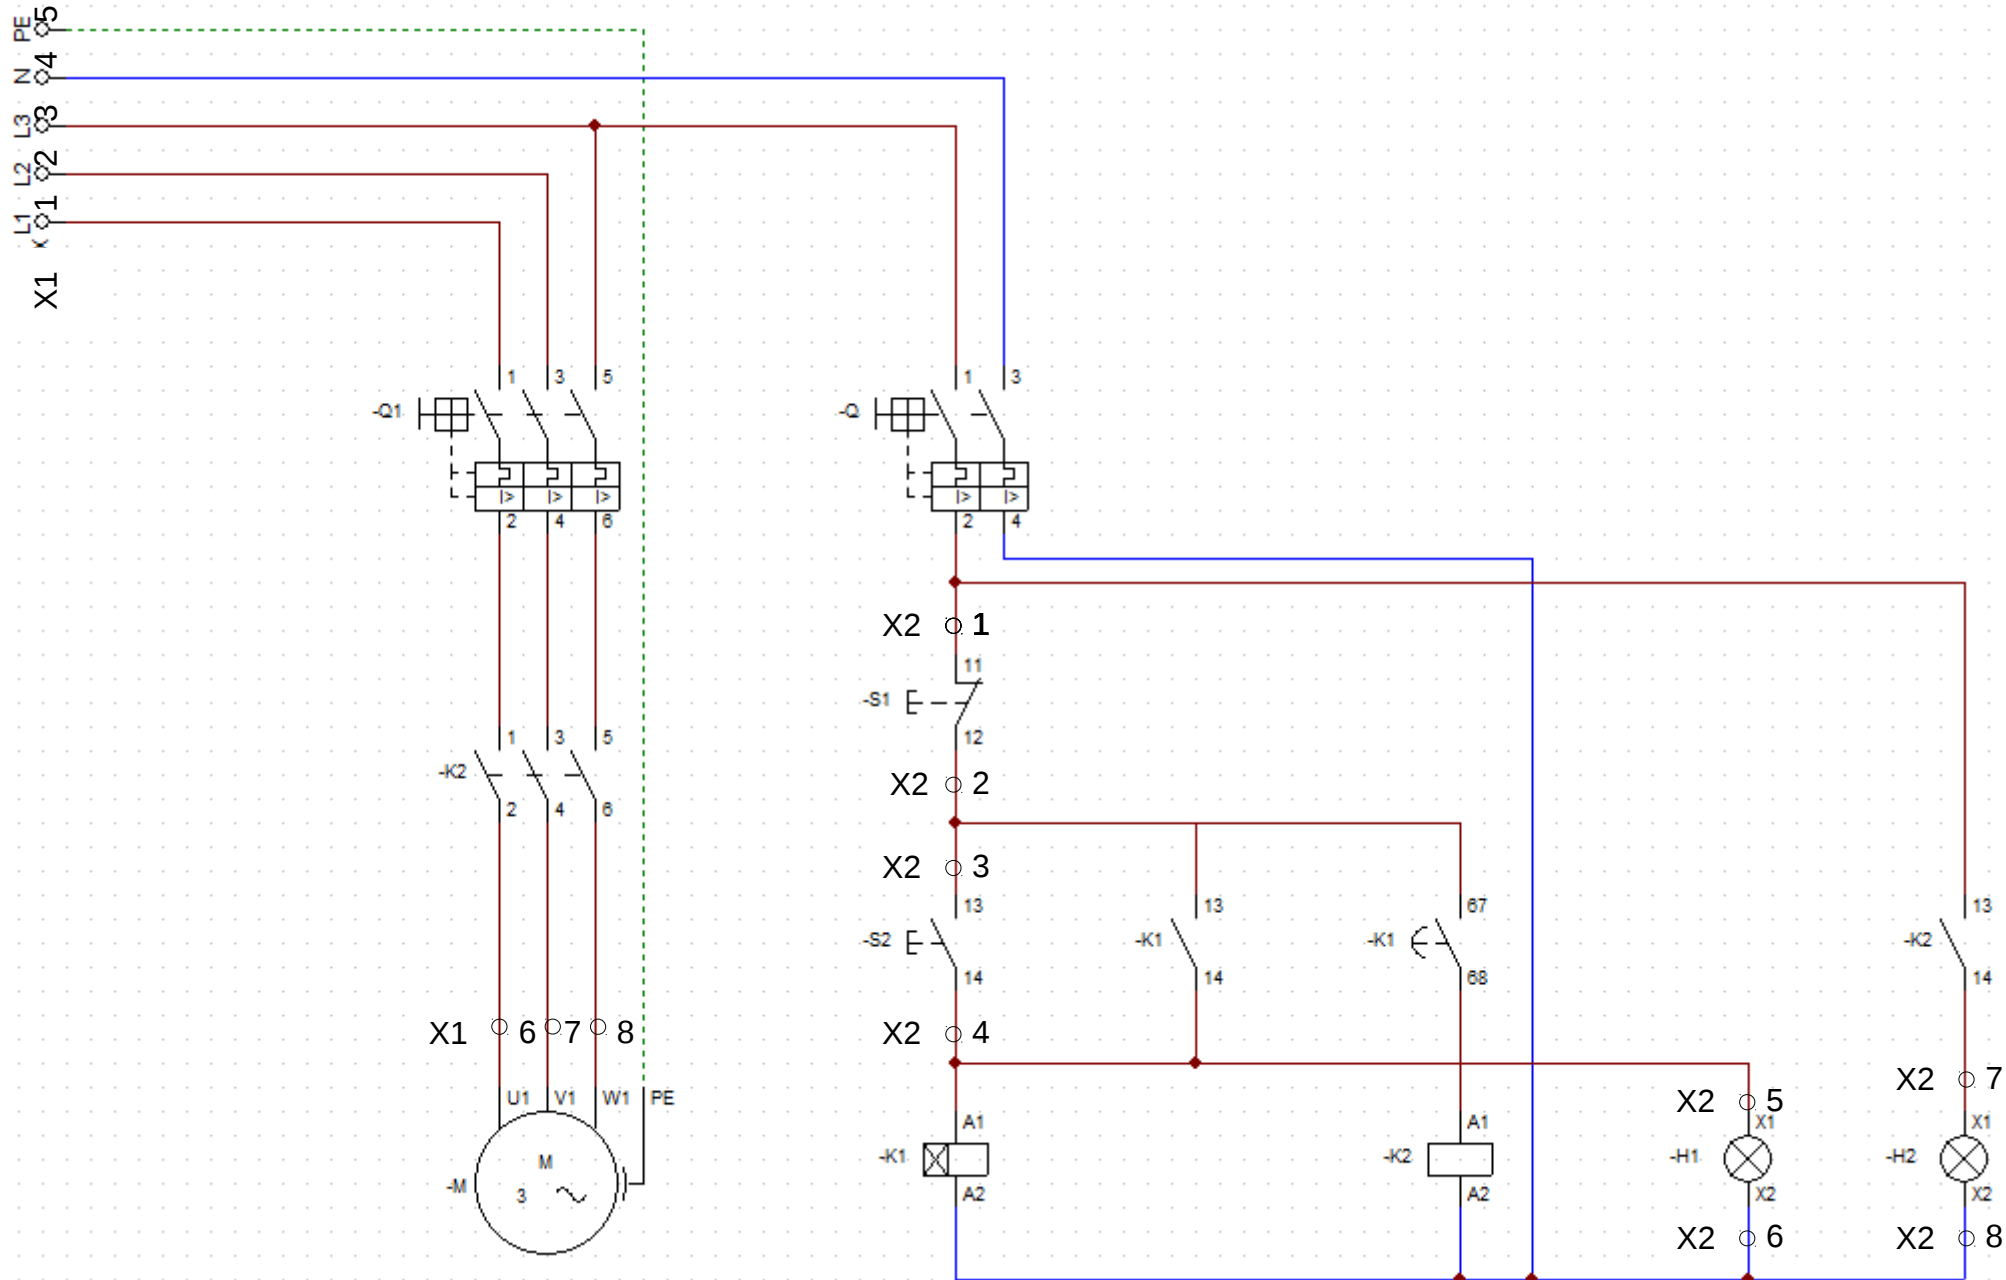 PE 5
N 4
L3 3
L2 2
L1 1
X1
1 3 5
1 3
-Q1
-Q
I> I> I>
I> I>
2 4 6
2 4
X2 1
11
-S1
12
1 3 5
-K2
2 4 6
X2 2
X2 3
13
13
67
13
-S2
-K1
-K1
-K2
14
14
68
14
X1 6 7 8
X2 4
X2 7
X2 5
U1 V1 W1 PE
A1
A1
X1
X1
M
3
-M
-K1
-K2
-H1
-H2
A2
A2
X2
X2
X2 6
X2 8